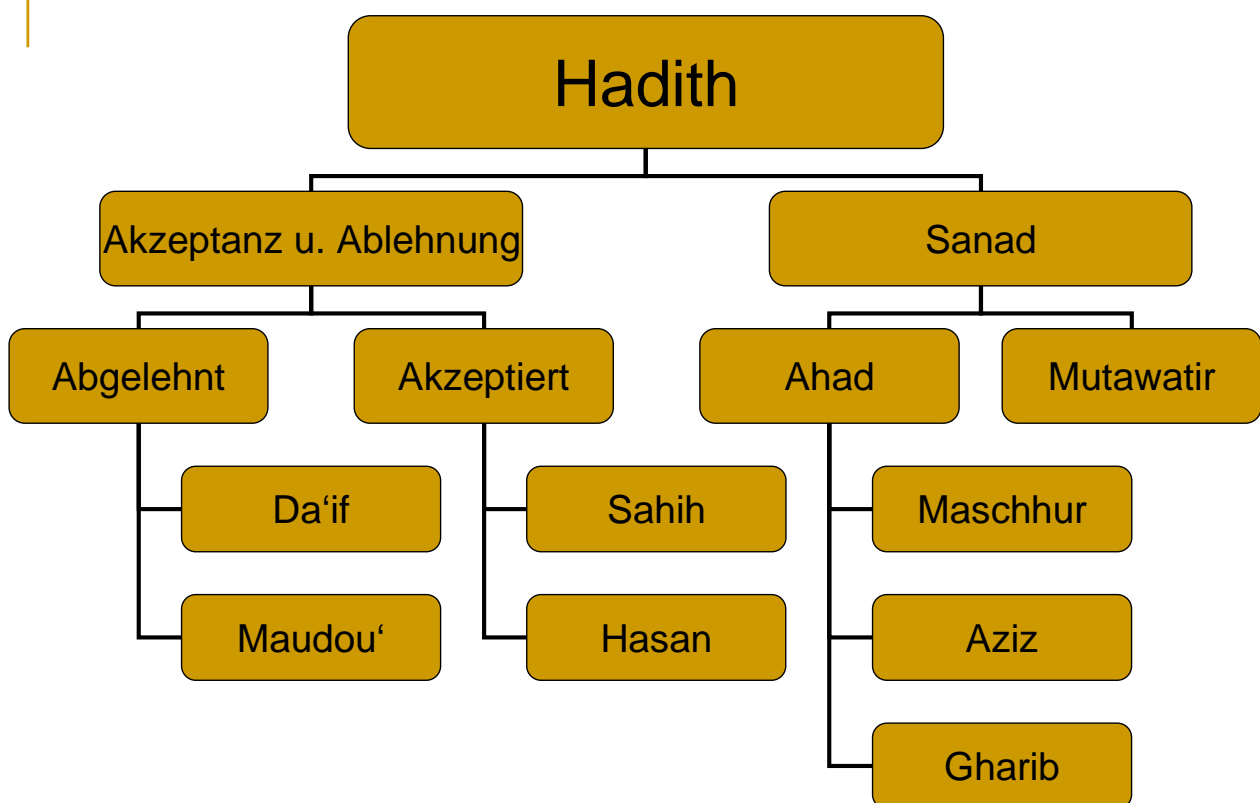 Hadith
Akzeptanz u. Ablehnung
Sanad
Abgelehnt
Akzeptiert
Ahad
Mutawatir
Da‘if
Sahih
Maschhur
Maudou‘
Hasan
Aziz
Gharib